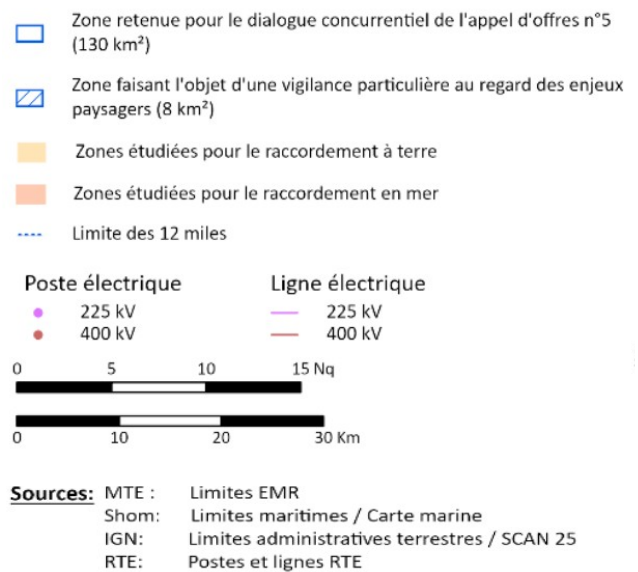 Zone retenue pour le dialogue concurrentiel de l'appel d'offres n°5
(130 km²)
Zone faisant l'objet d'une vigilance particulière au regard des enjeux
paysagers (8 km²)
Zones étudiées pour le raccordement à terre
Zones étudiées pour le raccordement en mer
Limite des 12 miles
Poste électrique Ligne électrique
225 kV 225 kV
400 kV 400 kV
0 5 10 15 Nq
0 10 20 30 Km
Sources: MTE : Limites EMR
Shom: Limites maritimes / Carte marine
IGN: Limites administratives terrestres / SCAN 25
RTE: Postes et lignes RTE